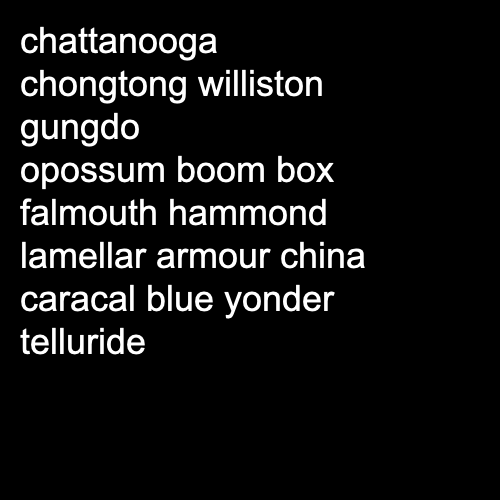 chattanooga
chongtong williston
gungdo
opossum boom box
falmouth hammond
lamellar armour china
caracal blue yonder
telluride